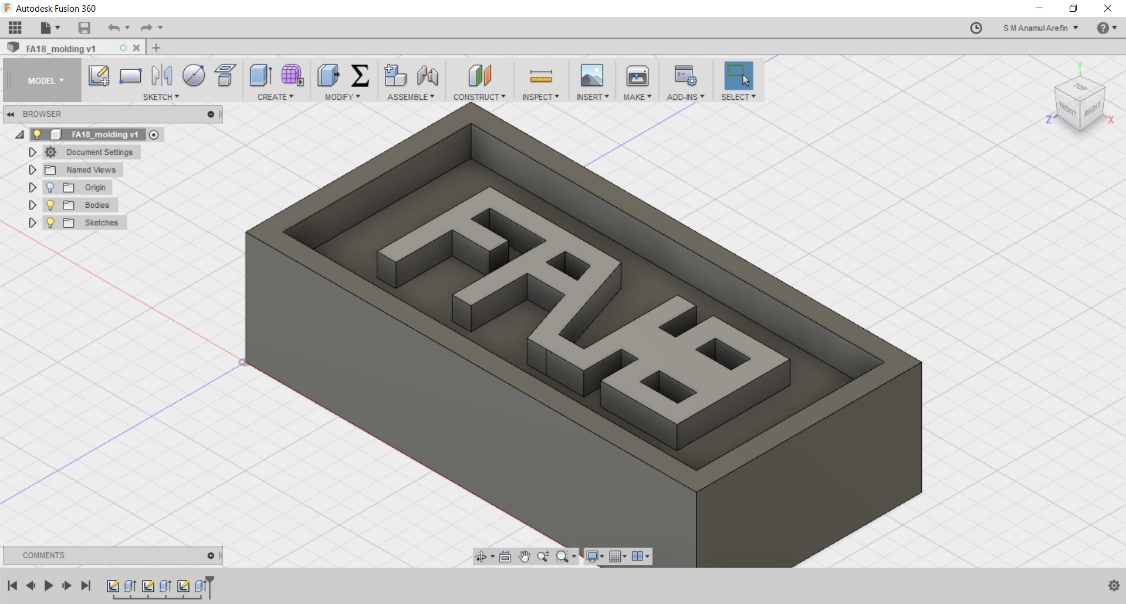 Autodesk Fusion 360
S M Anamul Arefin
FA18_molding v1
MODEL
SKETCH
CREATE
MODIFY
ASSEMBLE
CONSTRUCT
INSPECT
INSERT
MAKE
ADD-INS
SELECT
BROWSER
FA18_molding v1
Document Settings
Named Views
Origin
Bodies
Sketches
Y
TOP
FRONT
RIGHT
Z
X
FA18
COMMENTS